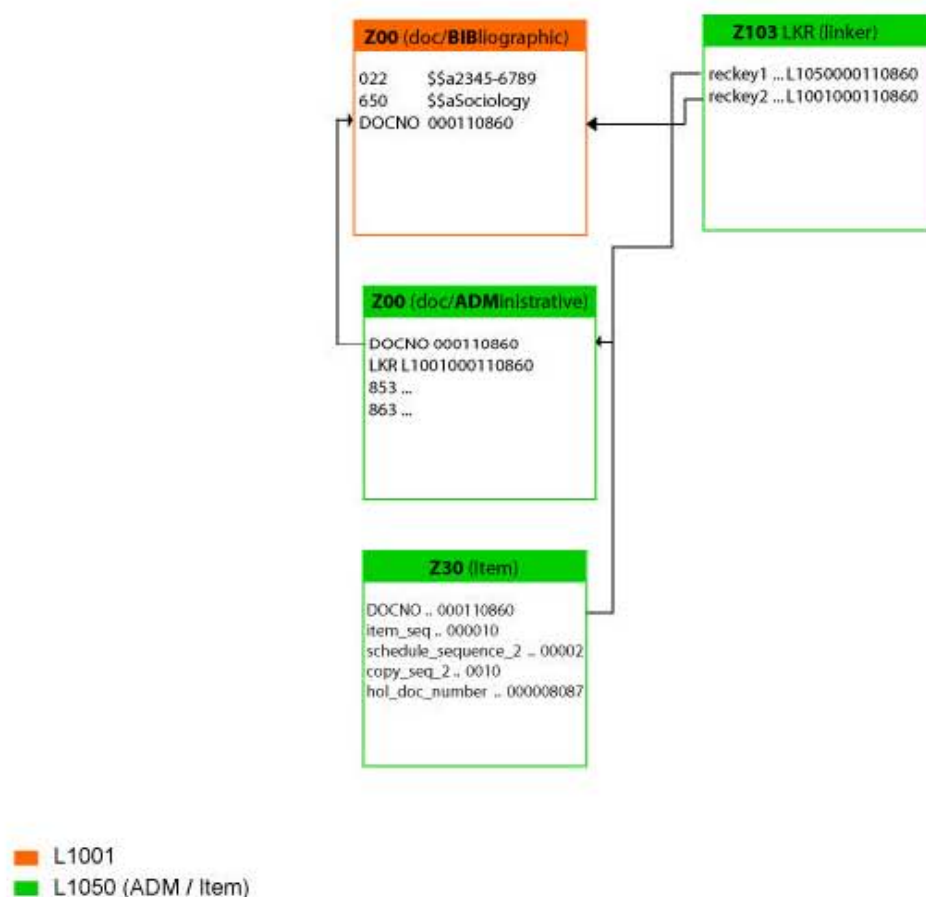 Z00 (doc/BIBliographic)
022 $$a2345-6789
650 $$aSociology
DOCNO 000110860
Z103 LKR (linker)
reckey1 ...L1050000110860
reckey2 ...L1001000110860
Z00 (doc/ADMinistrative)
DOCNO 000110860
LKR L1001000110860
853 ...
863 ...
Z30 (Item)
DOCNO .. 000110860
item_seq .. 000010
schedule_sequence_2 .. 00002
copy_seq_2 .. 0010
hol_doc_number .. 000008087
L1001
L1050 (ADM / Item)